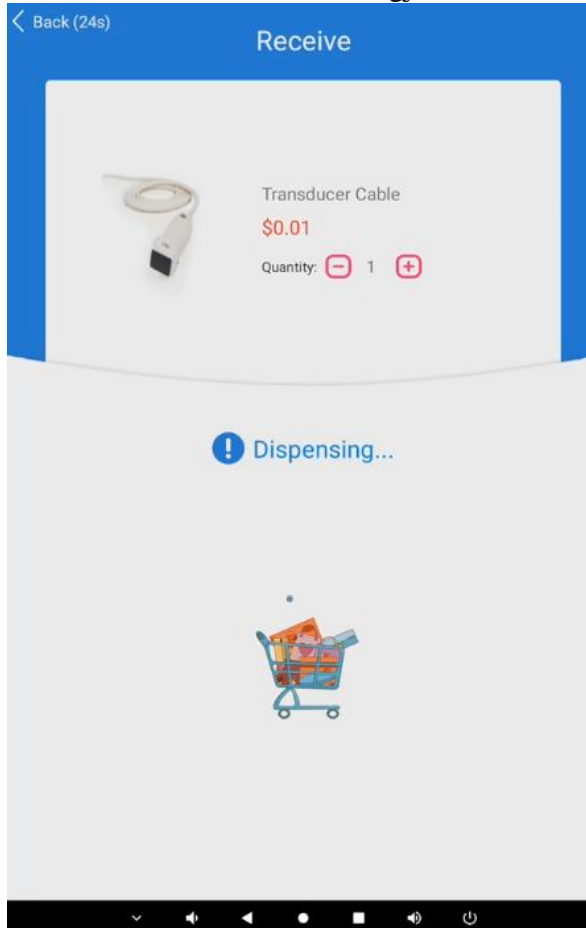 Back (24s)
Receive
Transducer Cable
$0.01
Quantity: 1
Dispensing...